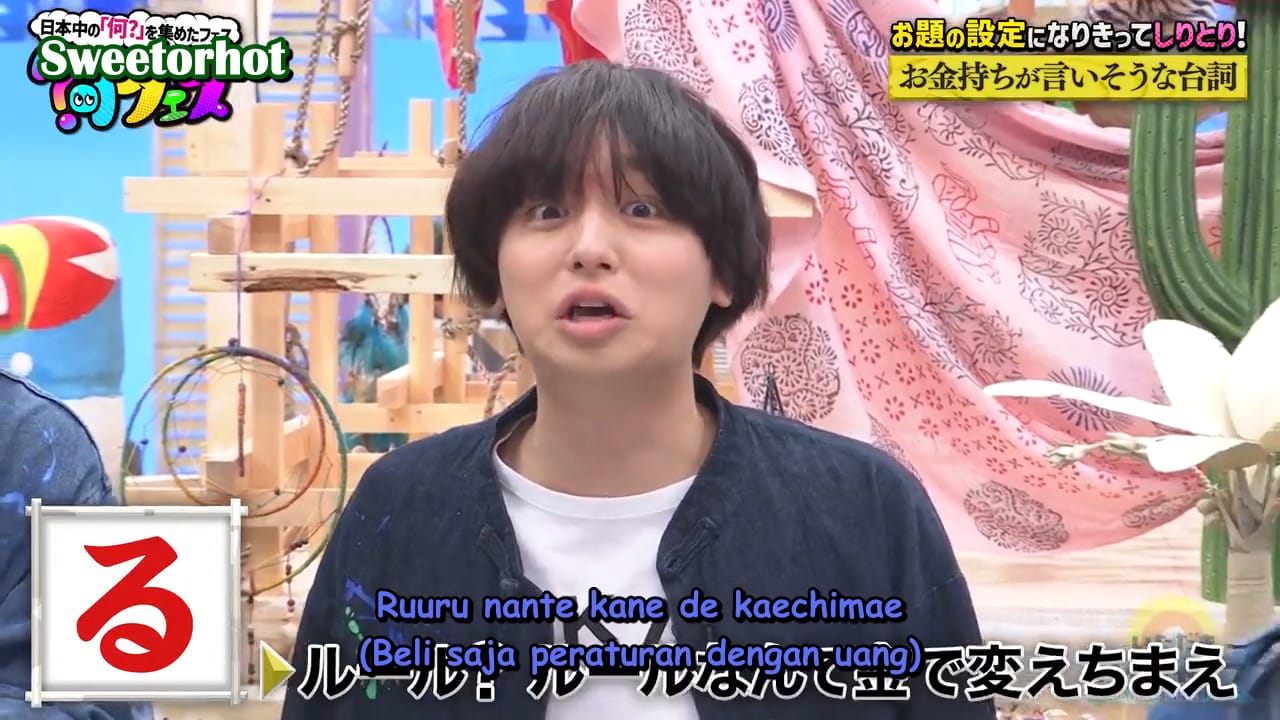 日本中の「何?」を集めたフェス
Sweetorhot
何フェス
お題の設定になりきってしりとり!
お金持ちが言いそうな台詞
る
Ruuru nante kane de kaechimae
(Beli saja peraturan dengan uang)
ルール!ルールなんて金で変えちまえ